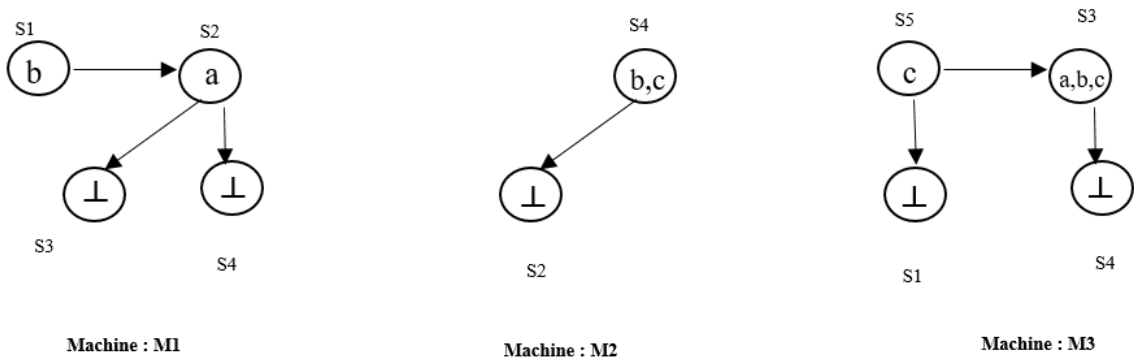 S1
S2
b
a
⊥
⊥
S3
S4
Machine : M1
S4
b,c
⊥
S2
Machine : M2
S5
S3
c
a,b,c
⊥
⊥
S1
S4
Machine : M3